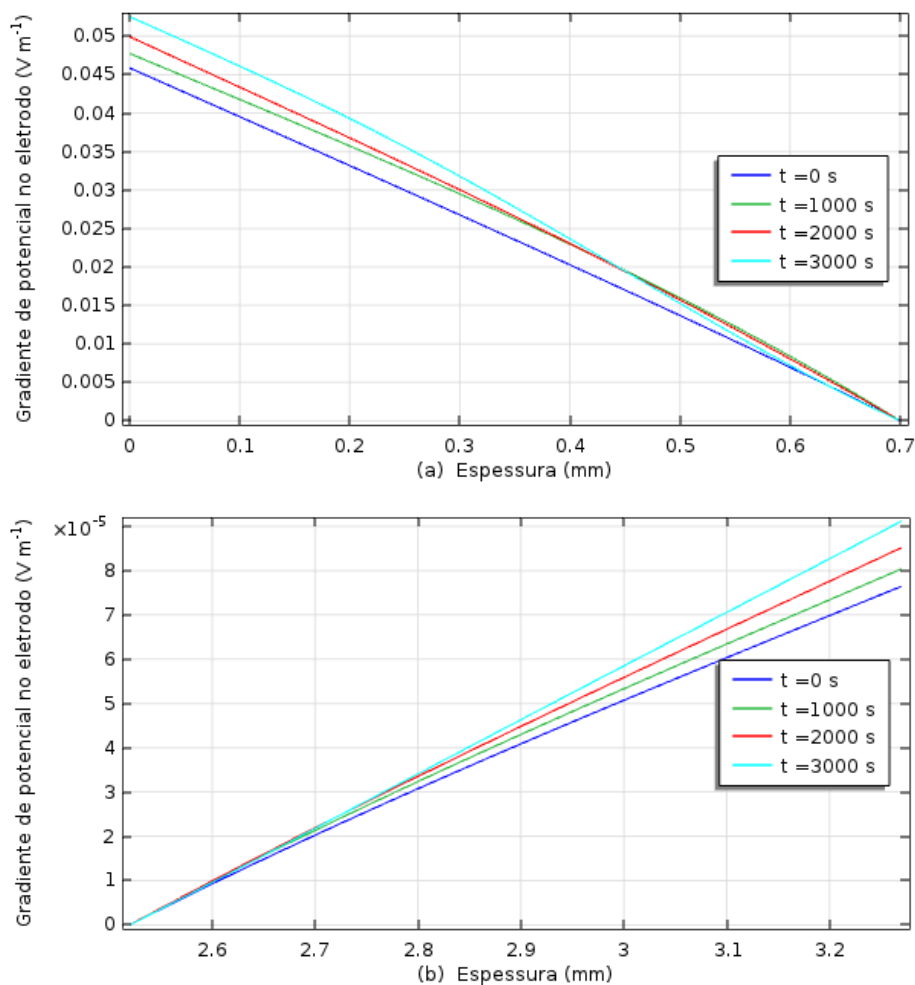 Gradiente de potencial no eletrodo (V m⁻¹)
0.05
0.045
0.04
0.035
0.03
0.025
0.02
0.015
0.01
0.005
0
t =0 s
t =1000 s
t =2000 s
t =3000 s
0 0.1 0.2 0.3 0.4 0.5 0.6 0.7
(a) Espessura (mm)
Gradiente de potencial no eletrodo (V m⁻¹)
×10⁻⁵
8
7
6
5
4
3
2
1
0
t =0 s
t =1000 s
t =2000 s
t =3000 s
2.6 2.7 2.8 2.9 3 3.1 3.2
(b) Espessura (mm)